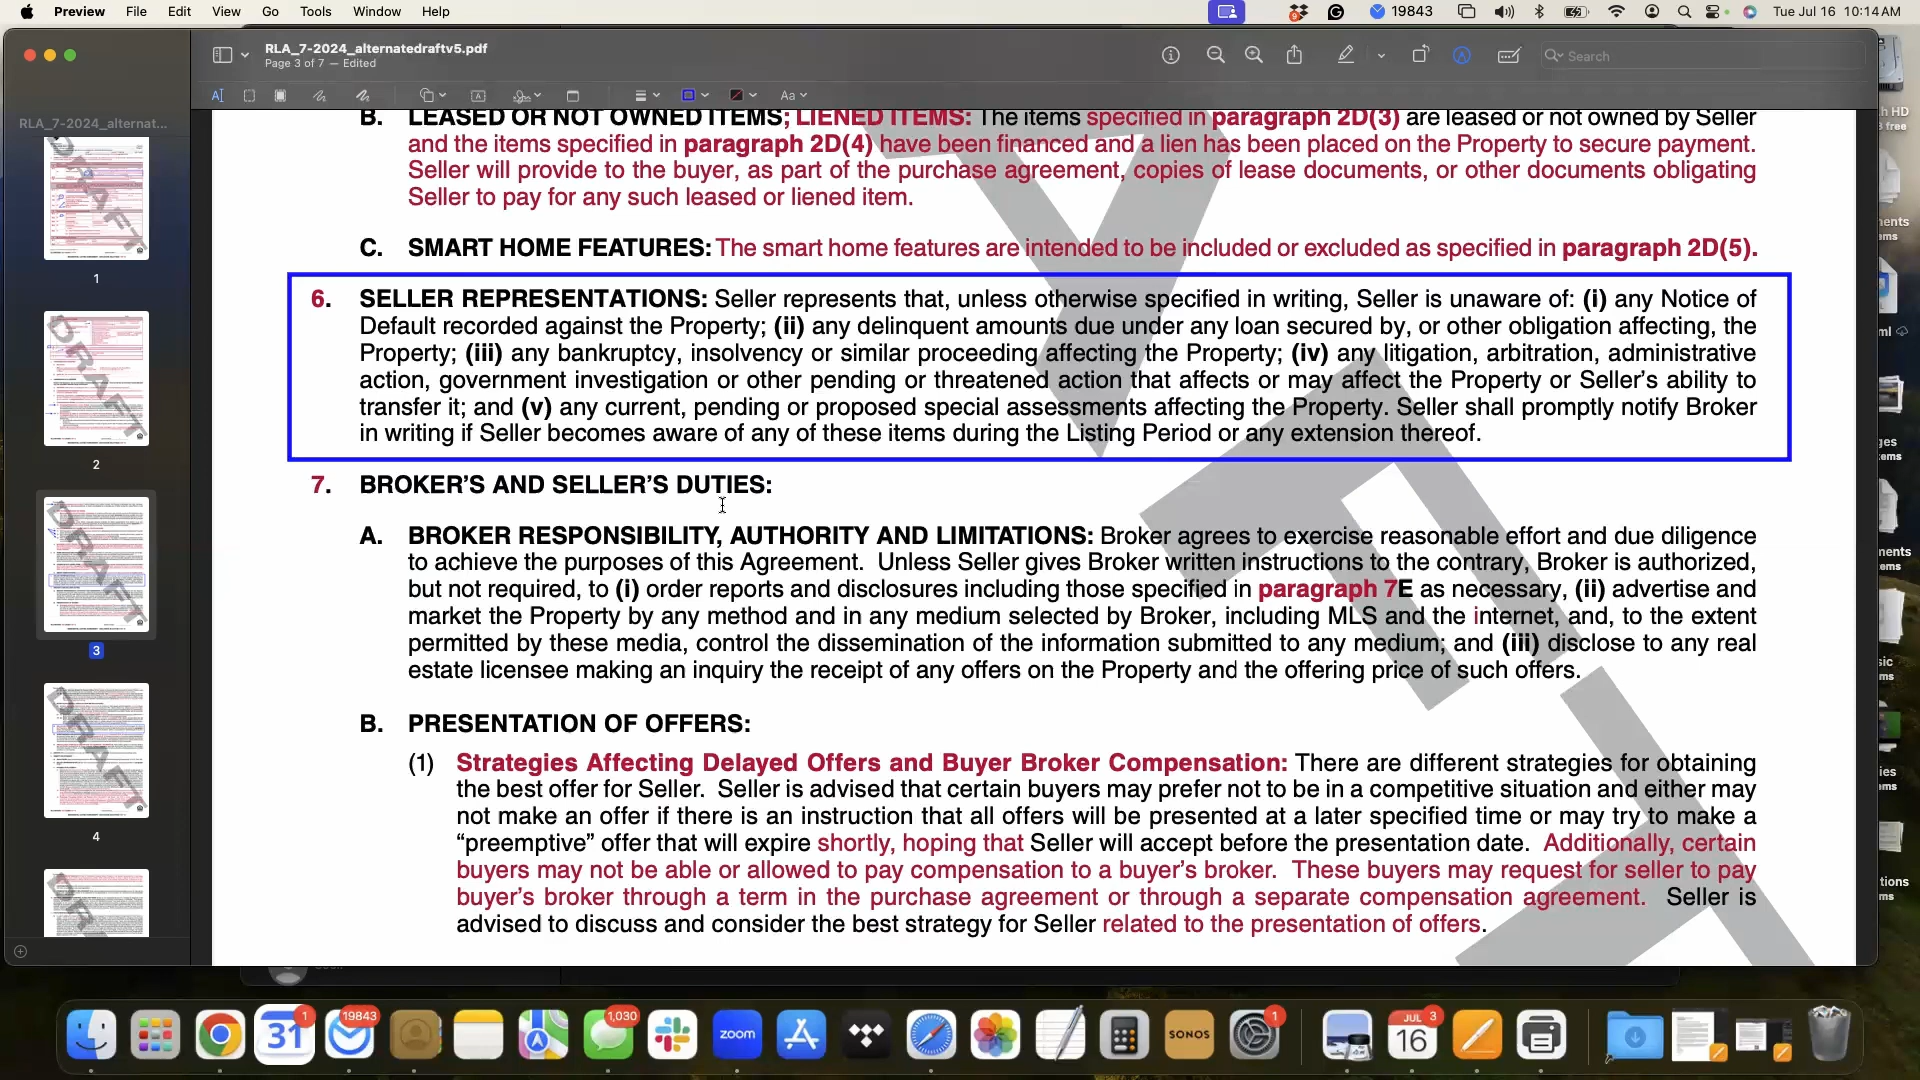 Preview File Edit View Go Tools Window Help
9
19843
Tue Jul 16 10:14 AM
RLA_7-2024_alternatedraftv5.pdf
Page 3 of 7 — Edited
Search
RLA_7-2024_alternat...
1
2
3
4
DRAFT
B. LEASED OR NOT OWNED ITEMS; LIENED ITEMS: The items specified in paragraph 2D(3) are leased or not owned by Seller
and the items specified in paragraph 2D(4) have been financed and a lien has been placed on the Property to secure payment.
Seller will provide to the buyer, as part of the purchase agreement, copies of lease documents, or other documents obligating
Seller to pay for any such leased or liened item.
C. SMART HOME FEATURES: The smart home features are intended to be included or excluded as specified in paragraph 2D(5).
6. SELLER REPRESENTATIONS: Seller represents that, unless otherwise specified in writing, Seller is unaware of: (i) any Notice of
Default recorded against the Property; (ii) any delinquent amounts due under any loan secured by, or other obligation affecting, the
Property; (iii) any bankruptcy, insolvency or similar proceeding affecting the Property; (iv) any litigation, arbitration, administrative
action, government investigation or other pending or threatened action that affects or may affect the Property or Seller’s ability to
transfer it; and (v) any current, pending or proposed special assessments affecting the Property. Seller shall promptly notify Broker
in writing if Seller becomes aware of any of these items during the Listing Period or any extension thereof.
7. BROKER’S AND SELLER’S DUTIES:
A. BROKER RESPONSIBILITY, AUTHORITY AND LIMITATIONS: Broker agrees to exercise reasonable effort and due diligence
to achieve the purposes of this Agreement. Unless Seller gives Broker written instructions to the contrary, Broker is authorized,
but not required, to (i) order reports and disclosures including those specified in paragraph 7E as necessary, (ii) advertise and
market the Property by any method and in any medium selected by Broker, including MLS and the internet, and, to the extent
permitted by these media, control the dissemination of the information submitted to any medium; and (iii) disclose to any real
estate licensee making an inquiry the receipt of any offers on the Property and the offering price of such offers.
B. PRESENTATION OF OFFERS:
(1) Strategies Affecting Delayed Offers and Buyer Broker Compensation: There are different strategies for obtaining
the best offer for Seller. Seller is advised that certain buyers may prefer not to be in a competitive situation and either may
not make an offer if there is an instruction that all offers will be presented at a later specified time or may try to make a
“preemptive” offer that will expire shortly, hoping that Seller will accept before the presentation date. Additionally, certain
buyers may not be able or allowed to pay compensation to a buyer’s broker. These buyers may request for seller to pay
buyer’s broker through a term in the purchase agreement or through a separate compensation agreement. Seller is
advised to discuss and consider the best strategy for Seller related to the presentation of offers.
31
1
19843
1,030
zoom
SONOS
1
JUL
3
16